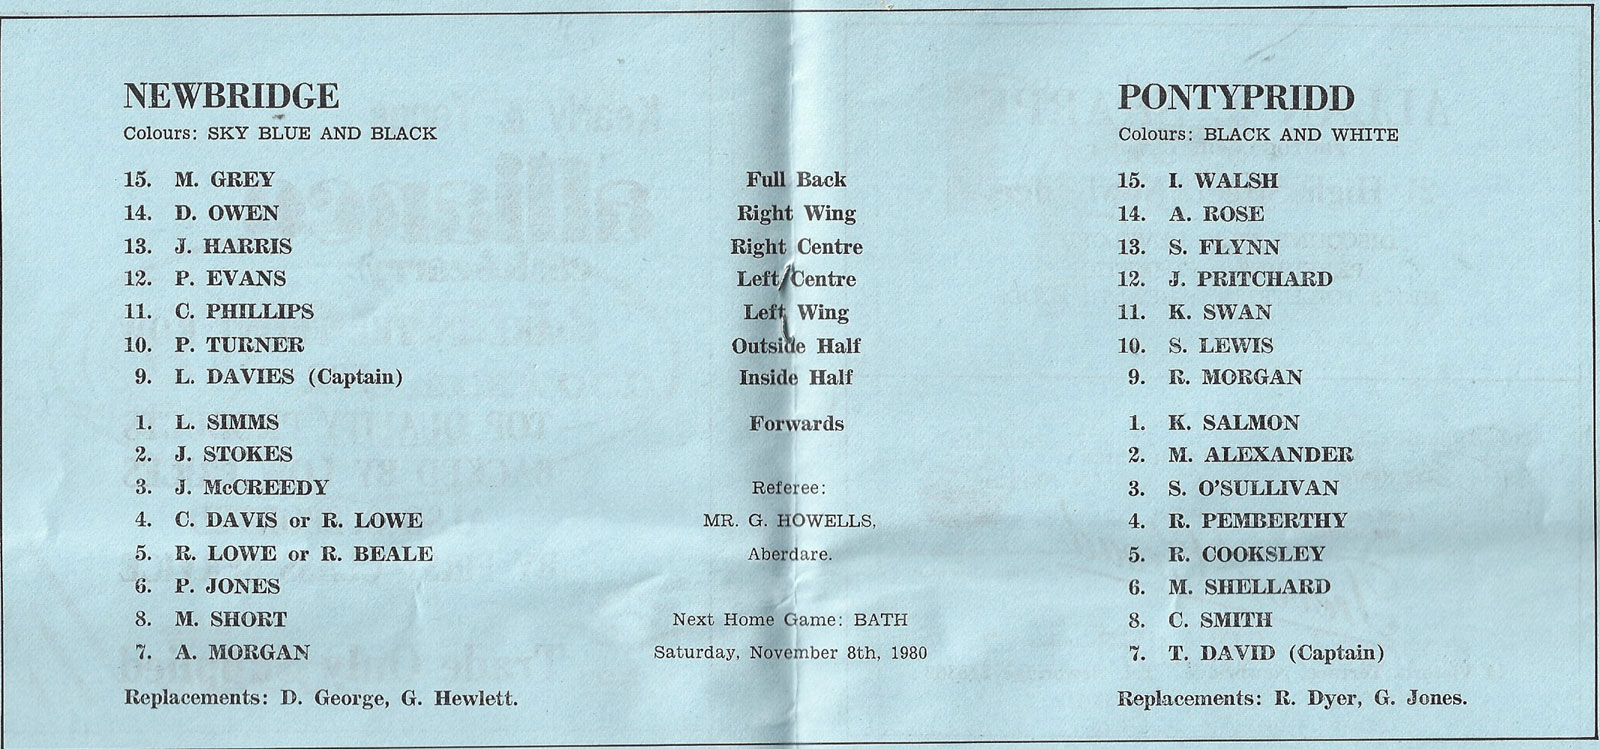 NEWBRIDGE
Colours: SKY BLUE AND BLACK
15. M. GREY
14. D. OWEN
13. J. HARRIS
12. P. EVANS
11. C. PHILLIPS
10. P. TURNER
9. L. DAVIES (Captain)
1. L. SIMMS
2. J. STOKES
3. J. McCREEDY
4. C. DAVIS or R. LOWE
5. R. LOWE or R. BEALE
6. P. JONES
8. M. SHORT
7. A. MORGAN
Replacements: D. George, G. Hewlett.
Full Back
Right Wing
Right Centre
Left Centre
Left Wing
Outside Half
Inside Half
Forwards
Referee:
MR. G. HOWELLS,
Aberdare.
Next Home Game: BATH
Saturday, November 8th, 1980
PONTYPRIDD
Colours: BLACK AND WHITE
15. I. WALSH
14. A. ROSE
13. S. FLYNN
12. J. PRITCHARD
11. K. SWAN
10. S. LEWIS
9. R. MORGAN
1. K. SALMON
2. M. ALEXANDER
3. S. O'SULLIVAN
4. R. PEMBERTHY
5. R. COOKSLEY
6. M. SHELLARD
8. C. SMITH
7. T. DAVID (Captain)
Replacements: R. Dyer, G. Jones.